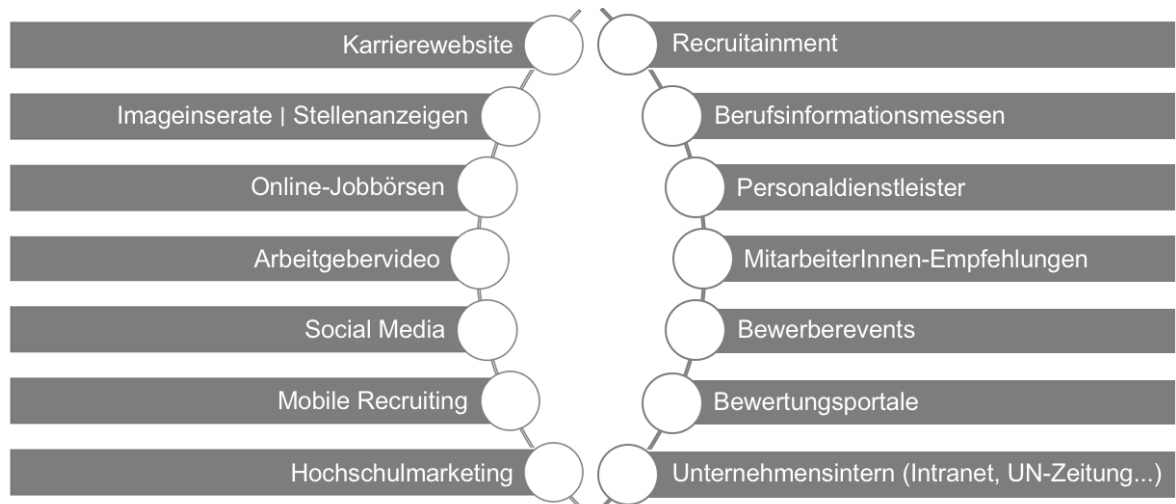 Karrierewebsite
Imageinserate | Stellenanzeigen
Online-Jobbörsen
Arbeitgebervideo
Social Media
Mobile Recruiting
Hochschulmarketing
Recruitainment
Berufsinformationsmessen
Personaldienstleister
MitarbeiterInnen-Empfehlungen
Bewerberevents
Bewertungsportale
Unternehmensintern (Intranet, UN-Zeitung...)